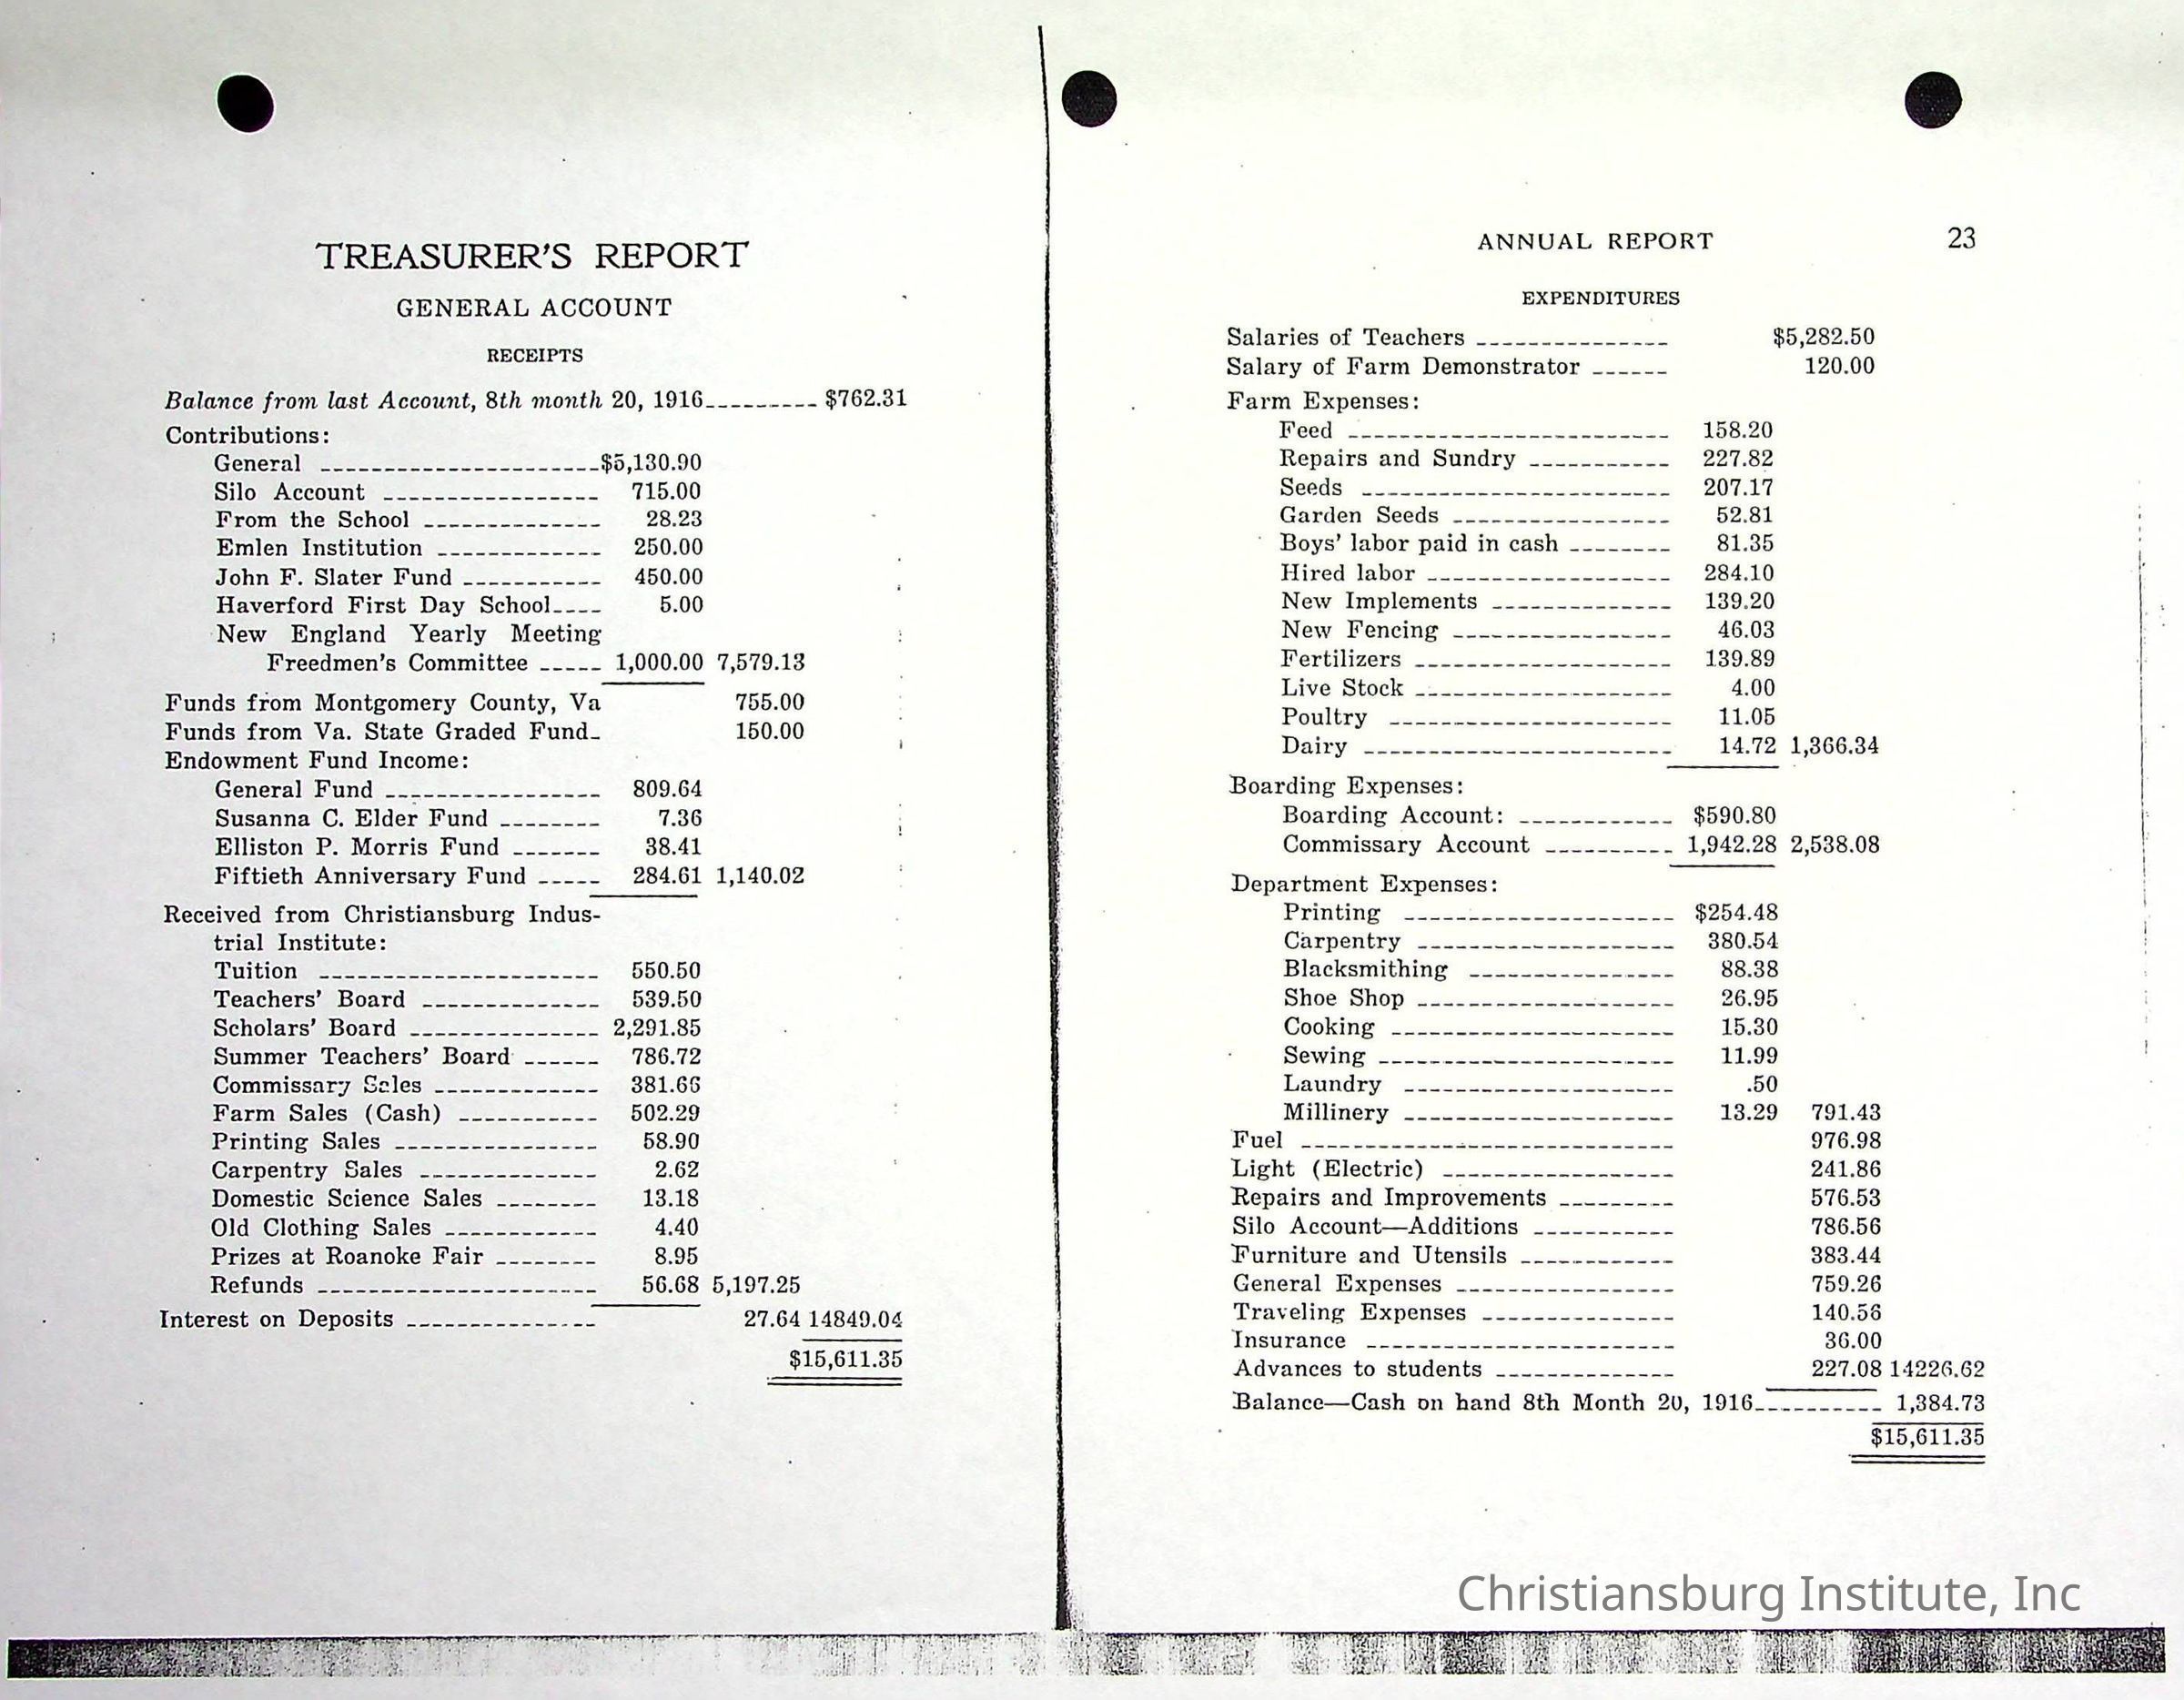 TREASURER'S REPORT
GENERAL ACCOUNT
RECEIPTS
Balance from last Account, 8th month 20, 1916 $762.31
Contributions:
General $5,130.90
Silo Account 715.00
From the School 28.23
Emlen Institution 250.00
John F. Slater Fund 450.00
Haverford First Day School 5.00
New England Yearly Meeting
Freedmen's Committee 1,000.00 7,579.13
Funds from Montgomery County, Va 755.00
Funds from Va. State Graded Fund 150.00
Endowment Fund Income:
General Fund 809.64
Susanna C. Elder Fund 7.36
Elliston P. Morris Fund 38.41
Fiftieth Anniversary Fund 284.61 1,140.02
Received from Christiansburg Indus-
trial Institute:
Tuition 550.50
Teachers' Board 539.50
Scholars' Board 2,291.85
Summer Teachers' Board 786.72
Commissary Sales 381.66
Farm Sales (Cash) 502.29
Printing Sales 58.90
Carpentry Sales 2.62
Domestic Science Sales 13.18
Old Clothing Sales 4.40
Prizes at Roanoke Fair 8.95
Refunds 56.68 5,197.25
Interest on Deposits 27.64 14849.04
$15,611.35
ANNUAL REPORT 23
EXPENDITURES
Salaries of Teachers $5,282.50
Salary of Farm Demonstrator 120.00
Farm Expenses:
Feed 158.20
Repairs and Sundry 227.82
Seeds 207.17
Garden Seeds 52.81
Boys' labor paid in cash 81.35
Hired labor 284.10
New Implements 139.20
New Fencing 46.03
Fertilizers 139.89
Live Stock 4.00
Poultry 11.05
Dairy 14.72 1,366.34
Boarding Expenses:
Boarding Account: $590.80
Commissary Account 1,942.28 2,538.08
Department Expenses:
Printing $254.48
Carpentry 380.54
Blacksmithing 88.38
Shoe Shop 26.95
Cooking 15.30
Sewing 11.99
Laundry .50
Millinery 13.29 791.43
Fuel 976.98
Light (Electric) 241.86
Repairs and Improvements 576.53
Silo Account—Additions 786.56
Furniture and Utensils 383.44
General Expenses 759.26
Traveling Expenses 140.56
Insurance 36.00
Advances to students 227.08 14226.62
Balance—Cash on hand 8th Month 20, 1916 1,384.73
$15,611.35
Christiansburg Institute, Inc